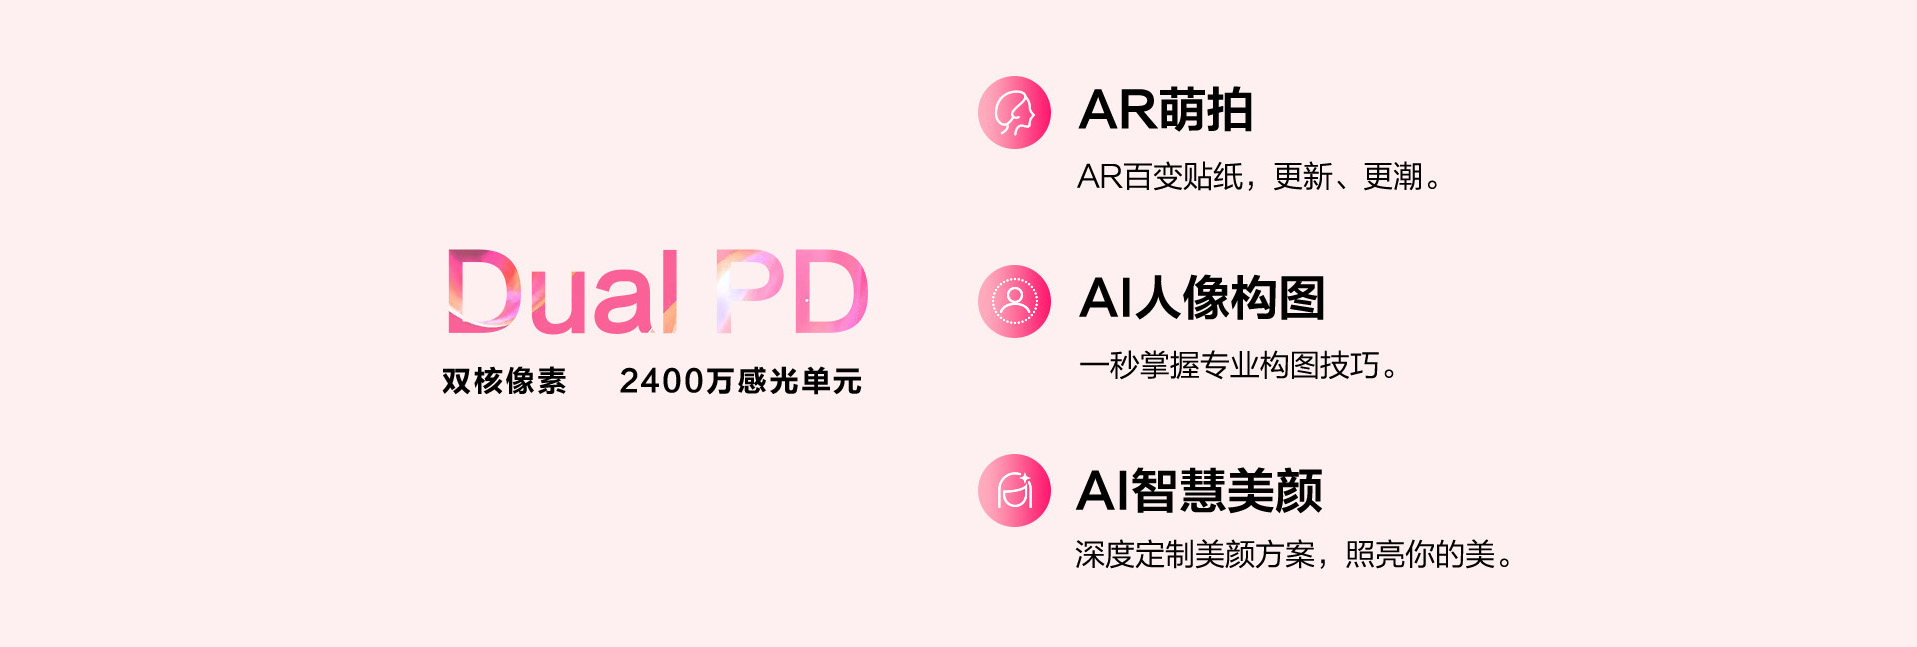 Dual PD
双核像素 2400万感光单元
AR萌拍
AR百变贴纸，更新、更潮。
AI人像构图
一秒掌握专业构图技巧。
AI智慧美颜
深度定制美颜方案，照亮你的美。